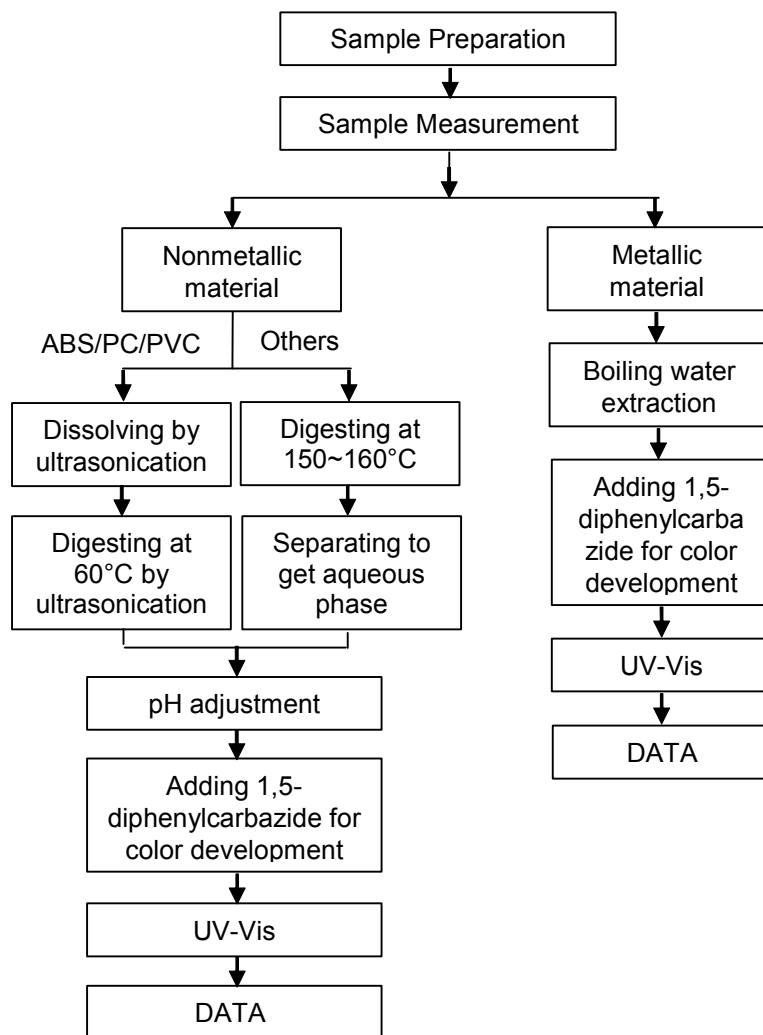 Sample Preparation
Sample Measurement
Nonmetallic
material
ABS/PC/PVC
Others
Dissolving by
ultrasonication
Digesting at
150~160°C
Digesting at
60°C by
ultrasonication
Separating to
get aqueous
phase
pH adjustment
Adding 1,5-
diphenylcarbazide for
color development
UV-Vis
DATA
Metallic
material
Boiling water
extraction
Adding 1,5-
diphenylcarba
zide for color
development
UV-Vis
DATA